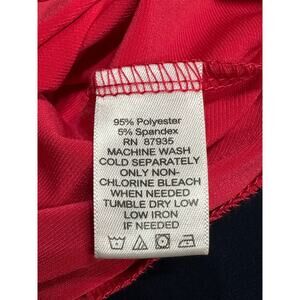 95% Polyester
5% Spandex
RN 87935
MACHINE WASH
COLD SEPARATELY
ONLY NON-
CHLORINE BLEACH
WHEN NEEDED
TUMBLE DRY LOW
LOW IRON
IF NEEDED